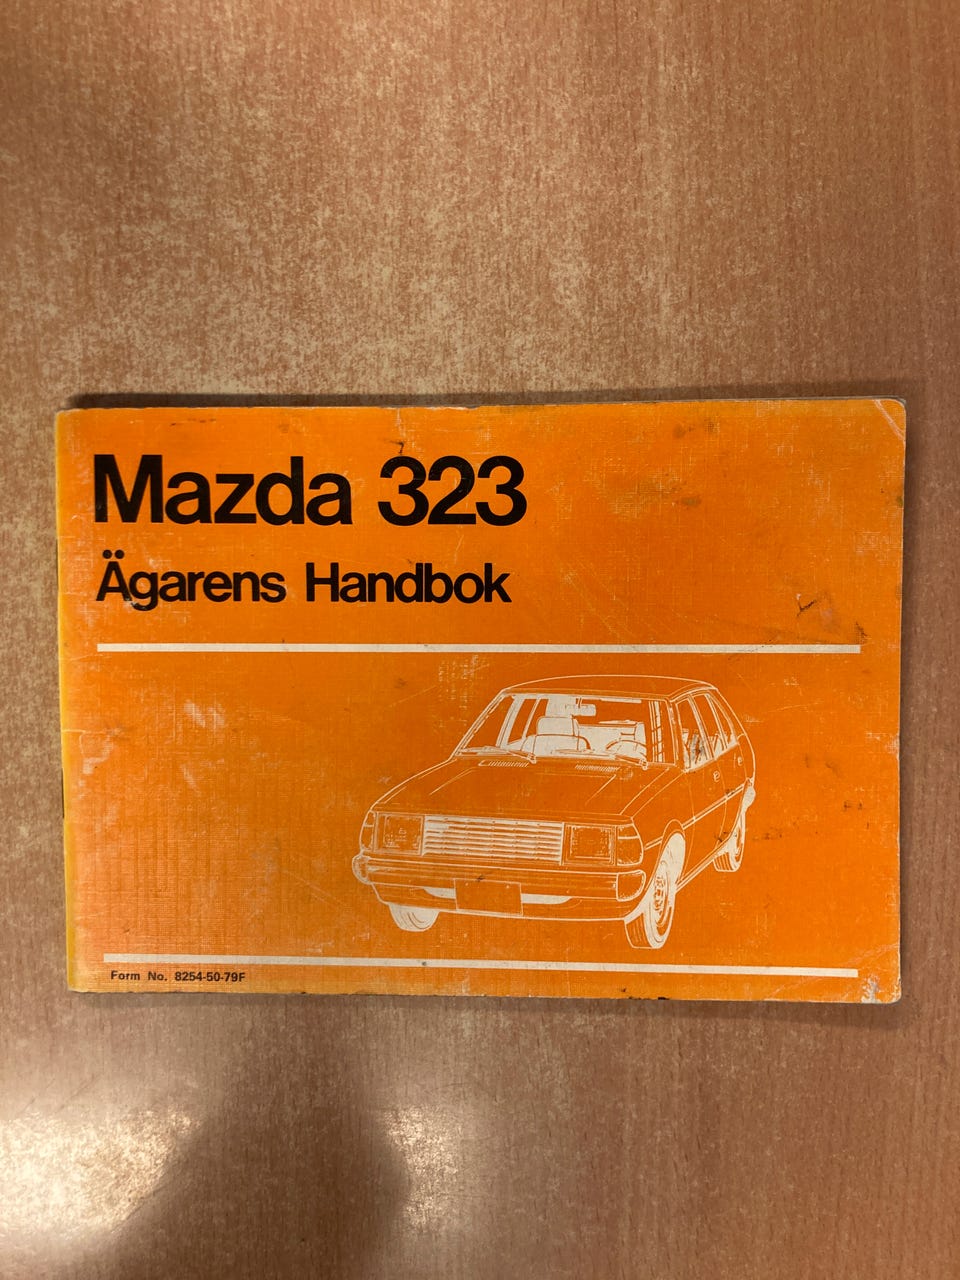 Mazda 323
Ägarens Handbok
Form No. 8254-50-79F